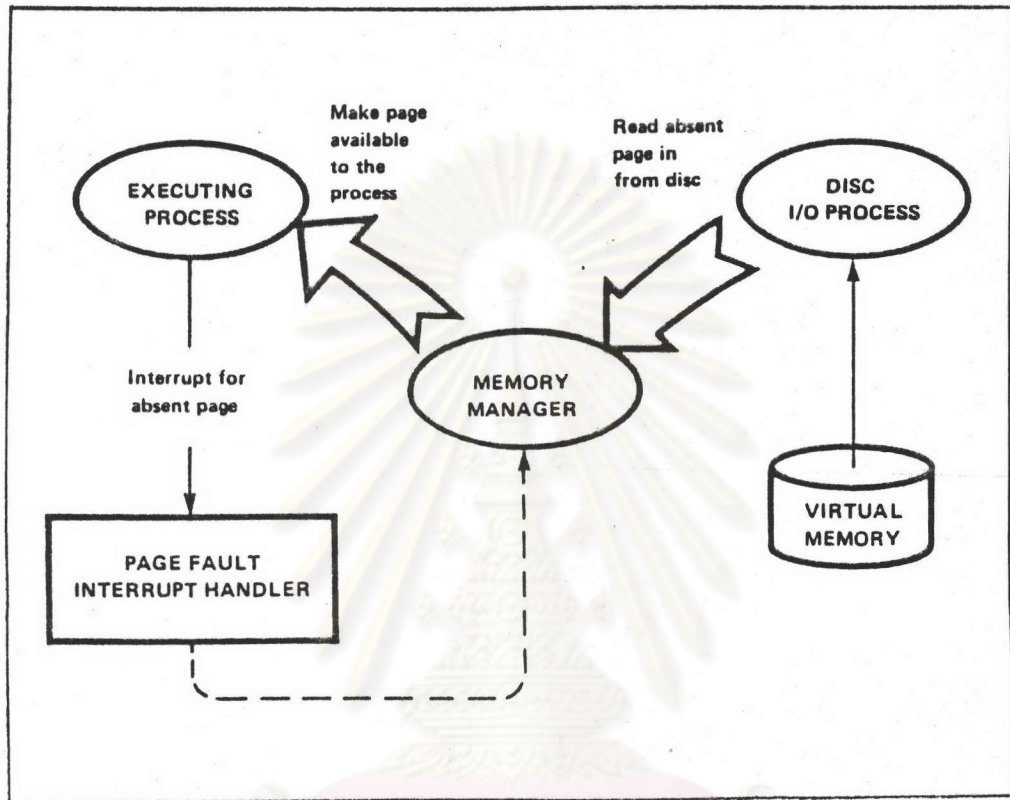 Make page
available
to the
process
Read absent
page in
from disc
EXECUTING
PROCESS
DISC
I/O PROCESS
Interrupt for
absent page
MEMORY
MANAGER
VIRTUAL
MEMORY
PAGE FAULT
INTERRUPT HANDLER